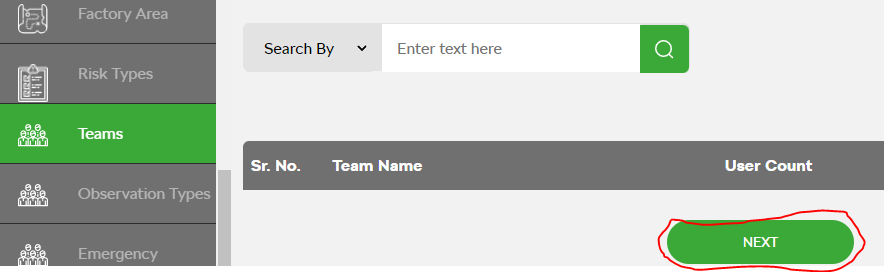 Factory Area
Risk Types
Teams
Observation Types
Emergency
Search By
Enter text here
Sr. No. Team Name User Count
NEXT